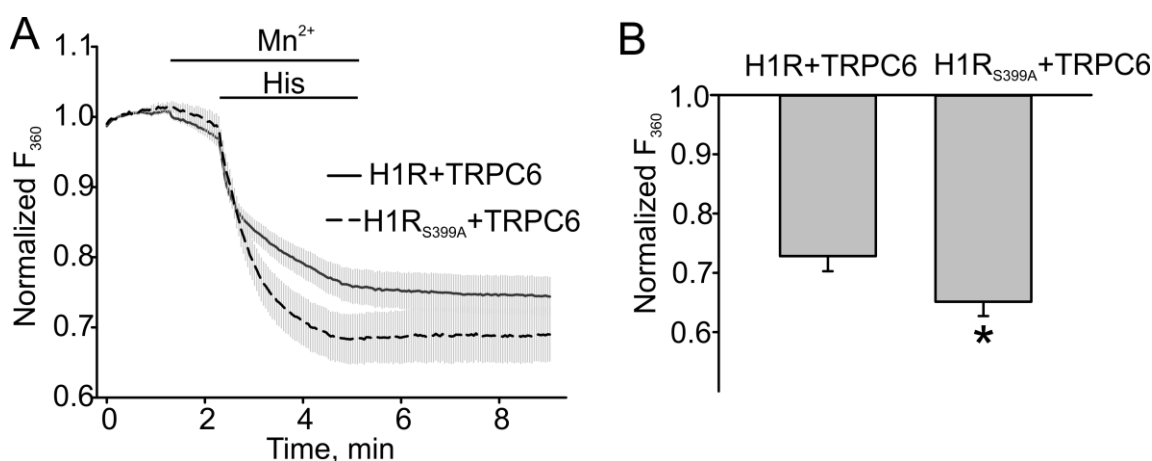 A
1.1
1.0
0.9
0.8
0.7
0.6
Normalized F₃₆₀
Mn²⁺
His
H1R+TRPC6
H1R_S399A+TRPC6
0
2
4
6
8
Time, min
B
H1R+TRPC6
H1R_S399A+TRPC6
1.0
0.9
0.8
0.7
0.6
Normalized F₃₆₀
*